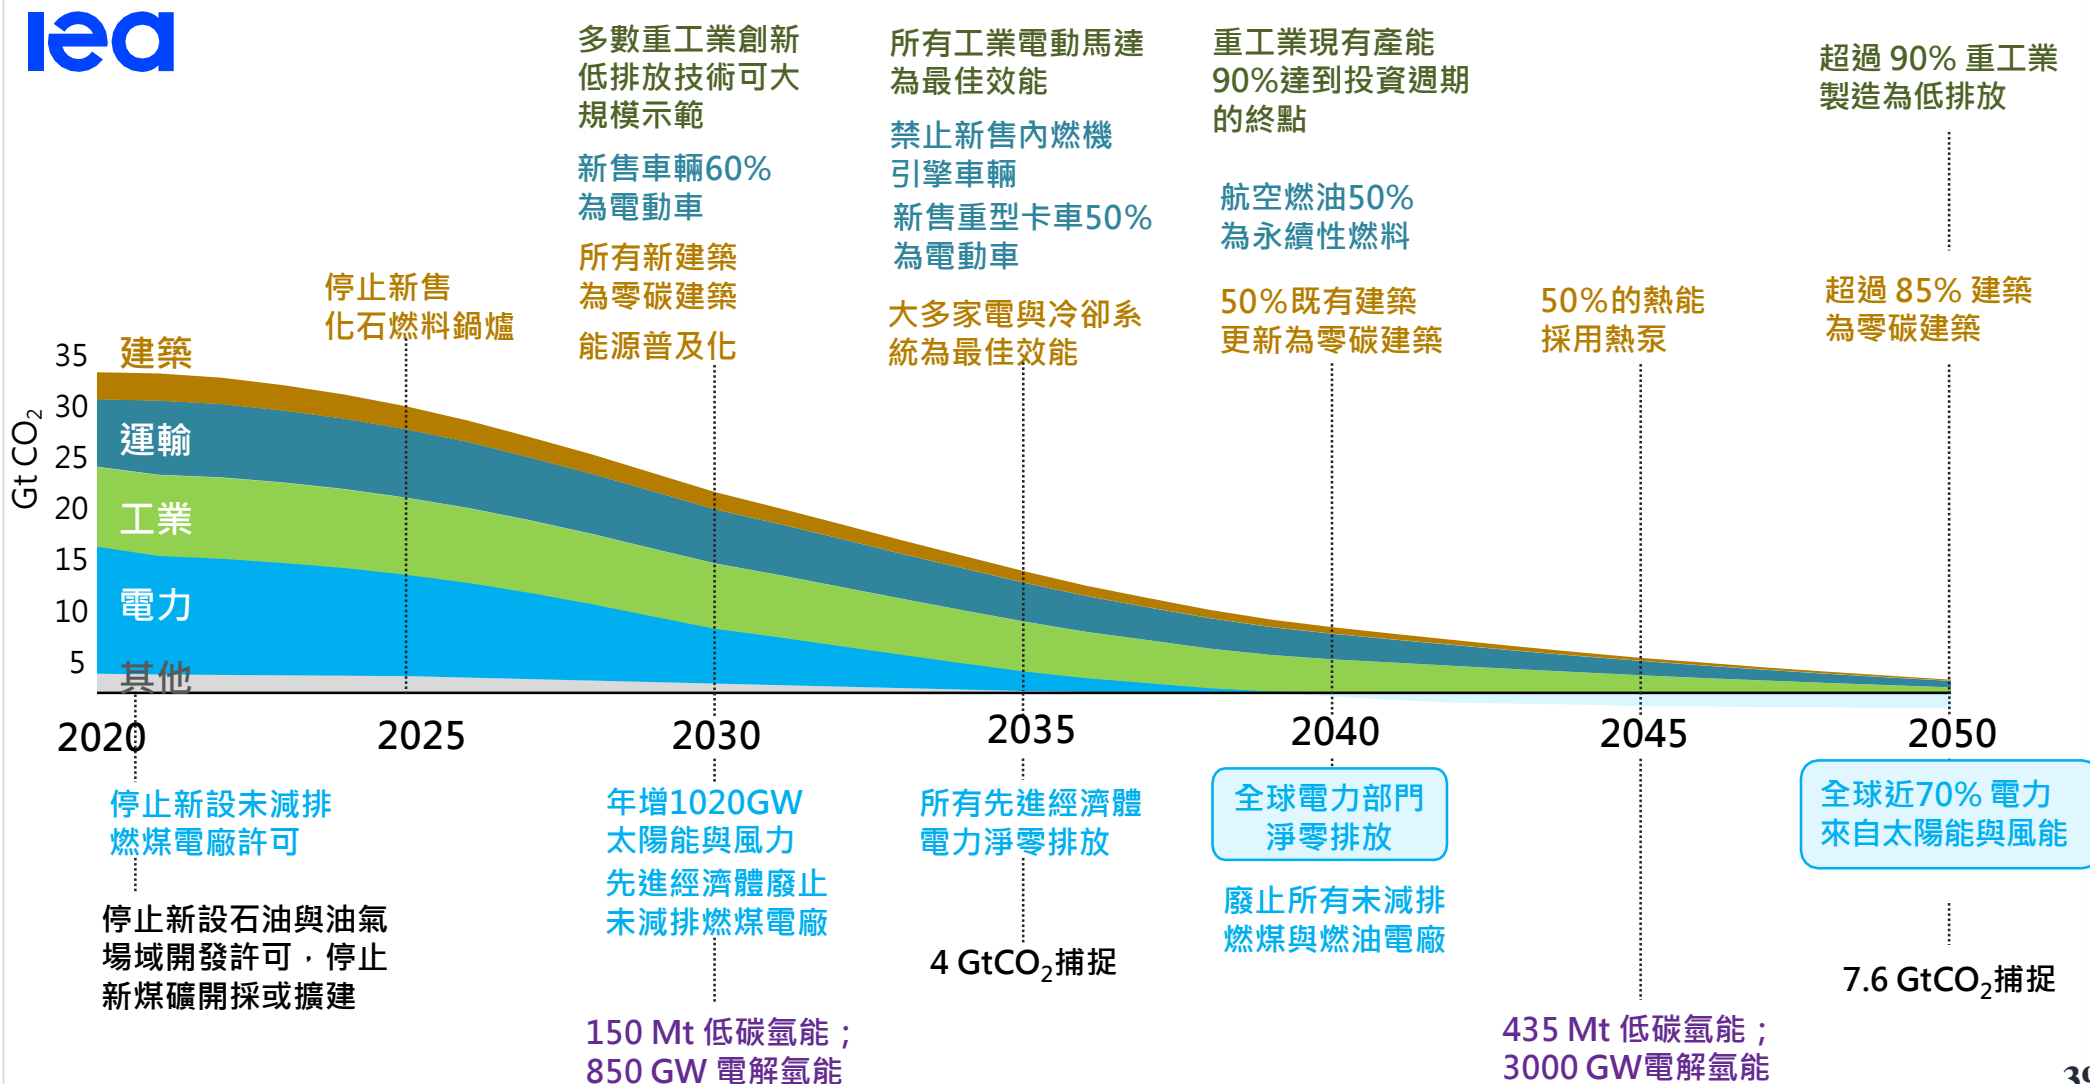 iea
多數重工業創新
低排放技術可大
規模示範
新售車輛60%
為電動車
所有新建築
為零碳建築
能源普及化
所有工業電動馬達
為最佳效能
禁止新售內燃機
引擎車輛
新售重型卡車50%
為電動車
大多家電與冷卻系
統為最佳效能
重工業現有產能
90%達到投資週期
的終點
航空燃油50%
為永續性燃料
50%既有建築
更新為零碳建築
50%的熱能
採用熱泵
超過 90% 重工業
製造為低排放
超過 85% 建築
為零碳建築
停止新售
化石燃料鍋爐
Gt CO₂
35
30
25
20
15
10
5
建築
運輸
工業
電力
其他
2020
2025
2030
2035
2040
2045
2050
停止新設未減排
燃煤電廠許可
停止新設石油與油氣
場域開發許可，停止
新煤礦開採或擴建
年增1020GW
太陽能與風力
先進經濟體廢止
未減排燃煤電廠
150 Mt 低碳氫能；
850 GW 電解氫能
所有先進經濟體
電力淨零排放
4 GtCO₂捕捉
全球電力部門
淨零排放
廢止所有未減排
燃煤與燃油電廠
435 Mt 低碳氫能；
3000 GW電解氫能
全球近70% 電力
來自太陽能與風能
7.6 GtCO₂捕捉